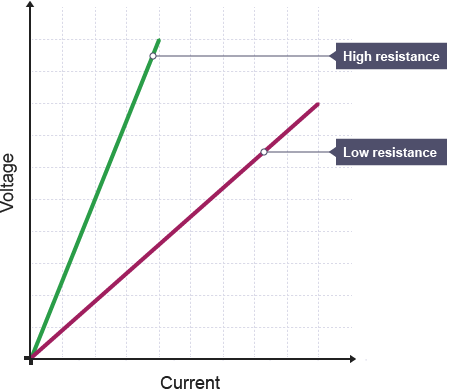 High resistance
Low resistance
Voltage
Current